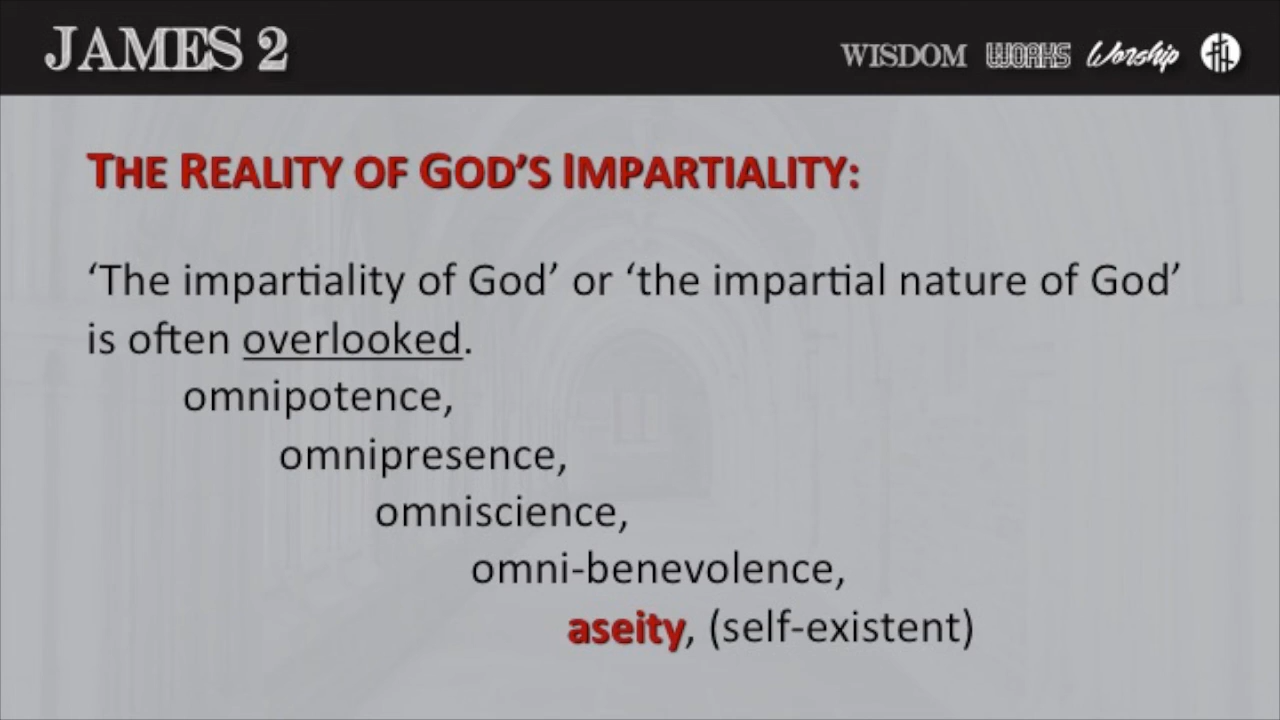 JAMES 2
WISDOM WORKS Worship
THE REALITY OF GOD’S IMPARTIALITY:
‘The impartiality of God’ or ‘the impartial nature of God’
is often overlooked.
omnipotence,
omnipresence,
omniscience,
omni-benevolence,
aseity, (self-existent)